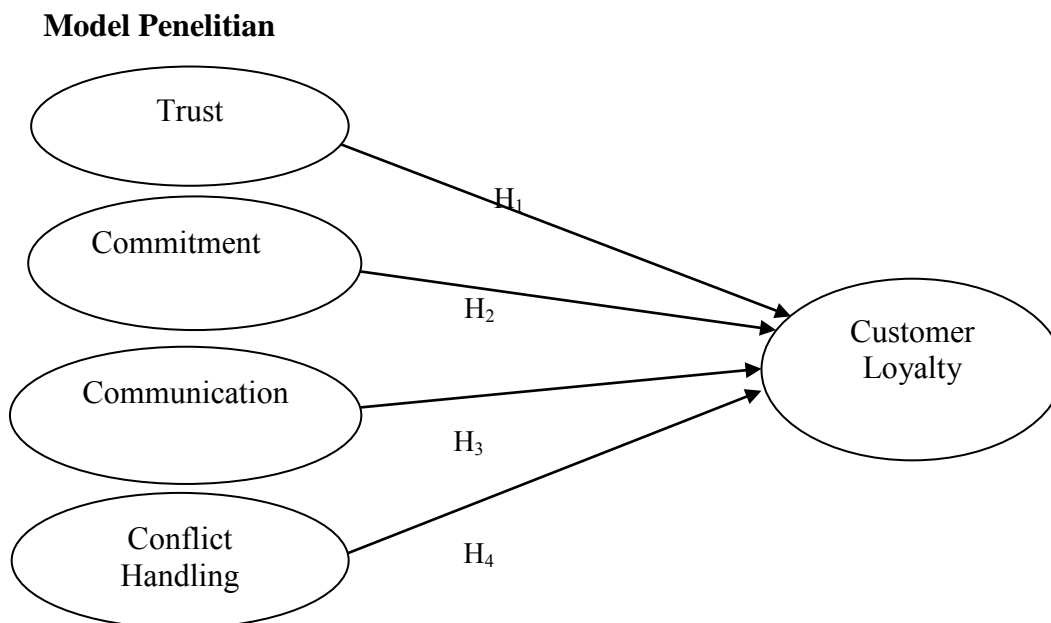 Model Penelitian
Trust
H₁
Commitment
H₂
Customer
Loyalty
Communication
H₃
Conflict
Handling
H₄